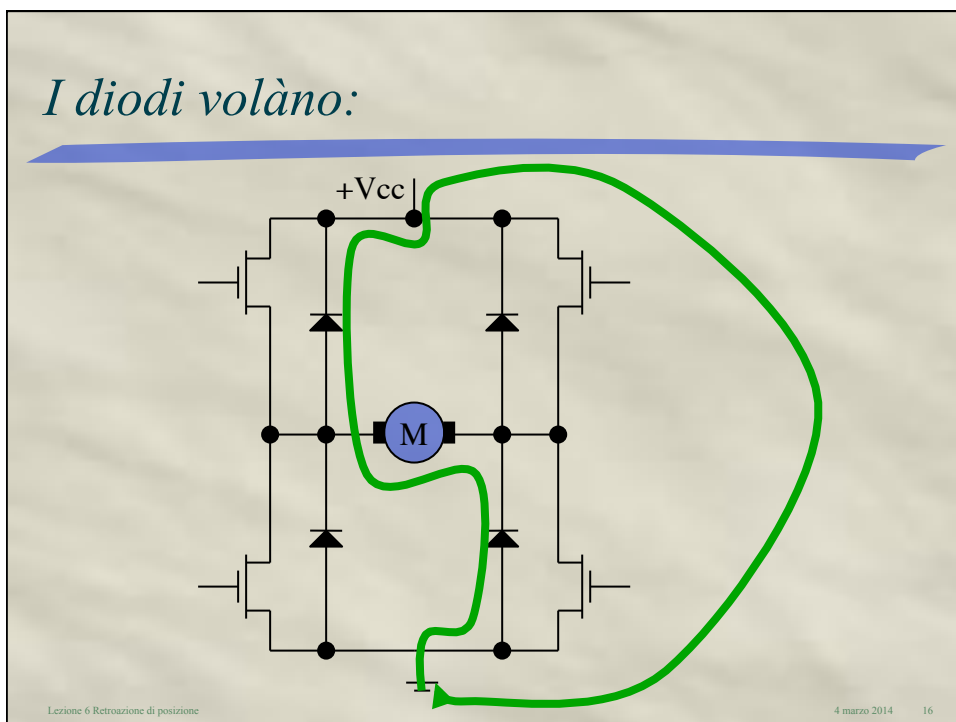 I diodi volàno:
+Vcc
M
Lezione 6 Retroazione di posizione
4 marzo 2014
16